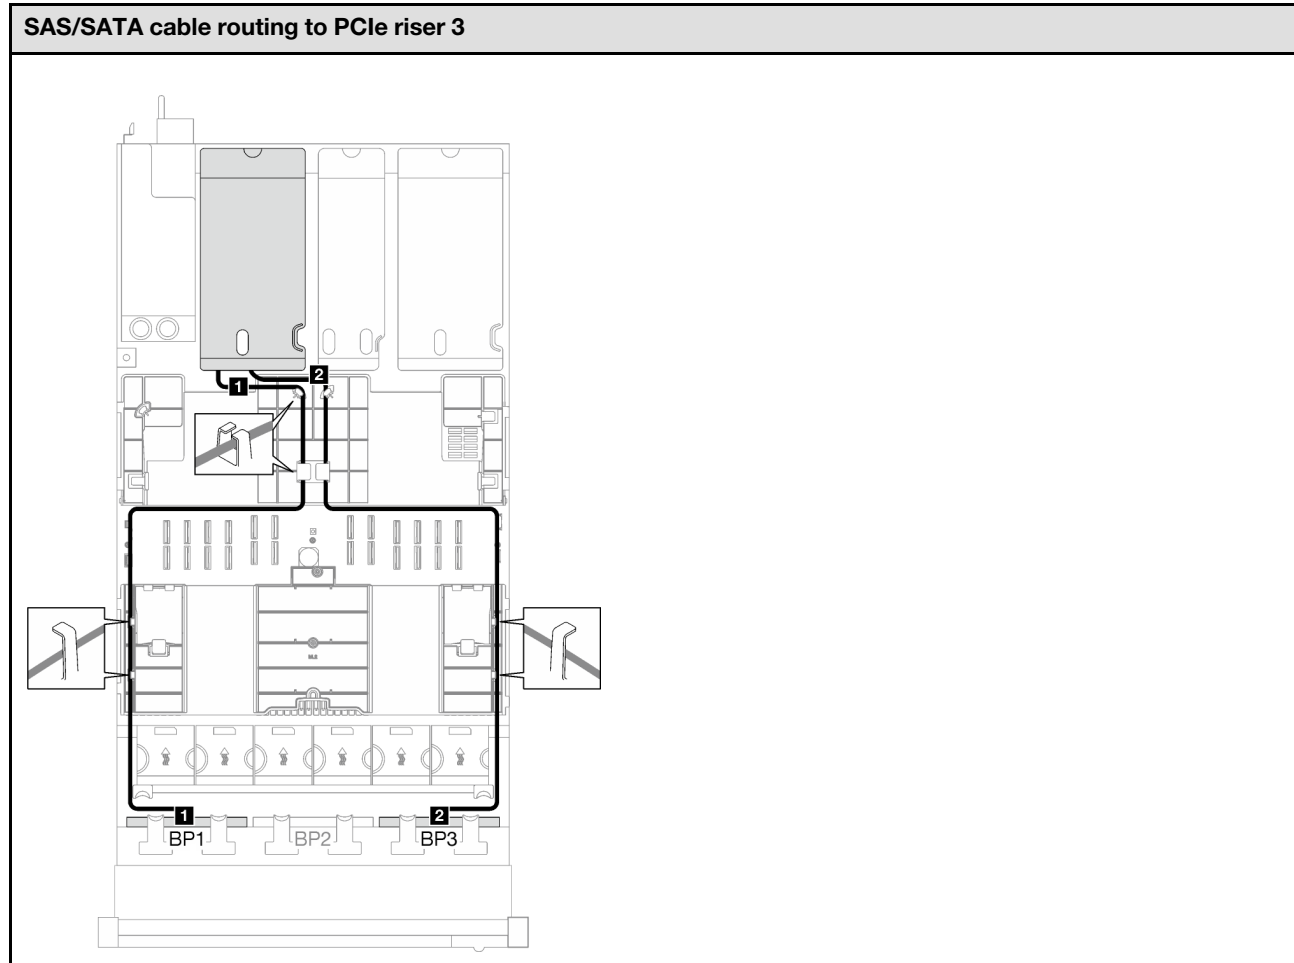 SAS/SATA cable routing to PCIe riser 3
2
1
1
2
BP1
BP2
BP3